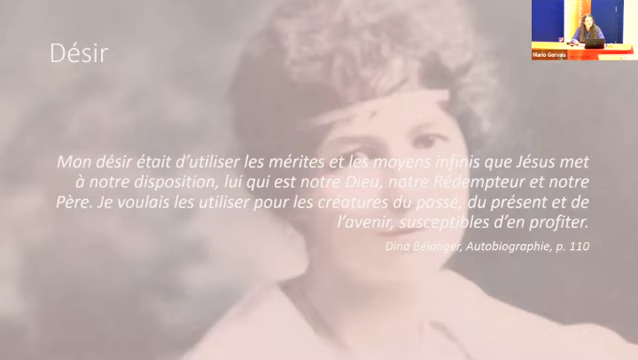 Mario Gervais
Désir
Mon désir était d'utiliser les mérites et les moyens infinis que Jésus met
à notre disposition, lui qui est notre Dieu, notre Rédempteur et notre
Père. Je voulais les utiliser pour les créatures du passé, du présent et de
l'avenir, susceptibles d'en profiter.
Dina Bélanger, Autobiographie, p. 110